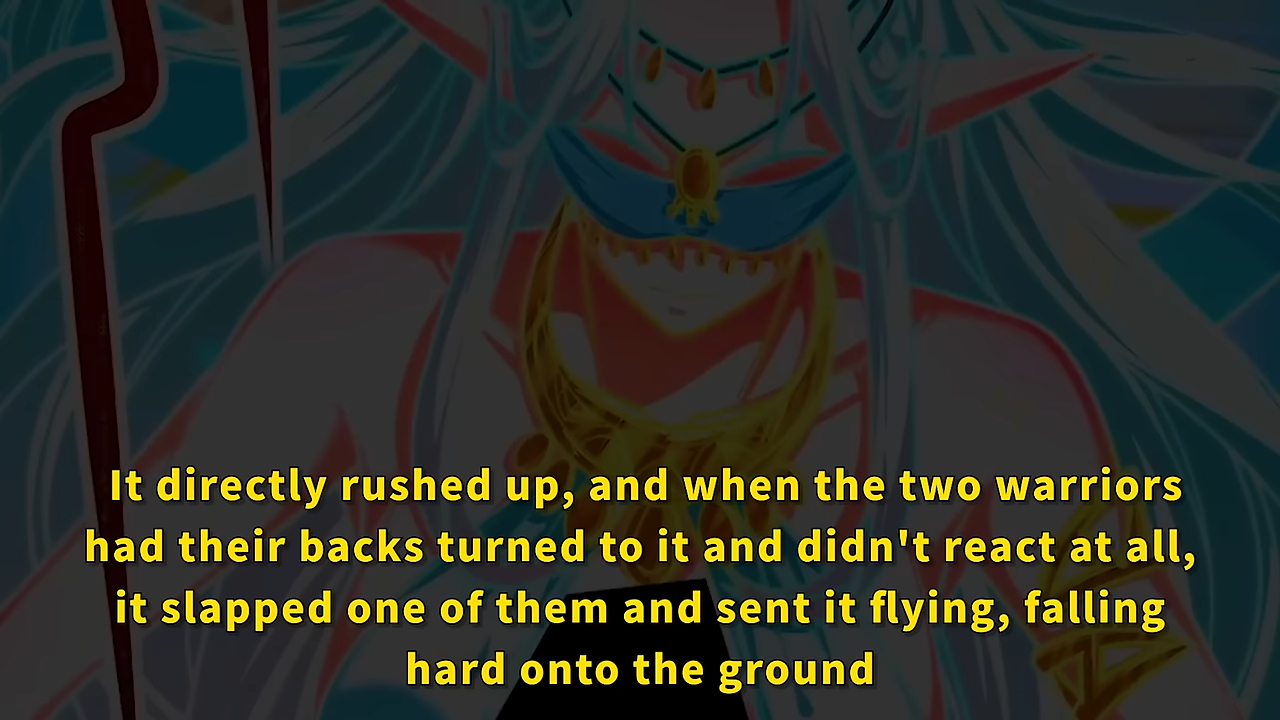 It directly rushed up, and when the two warriors
had their backs turned to it and didn't react at all,
it slapped one of them and sent it flying, falling
hard onto the ground